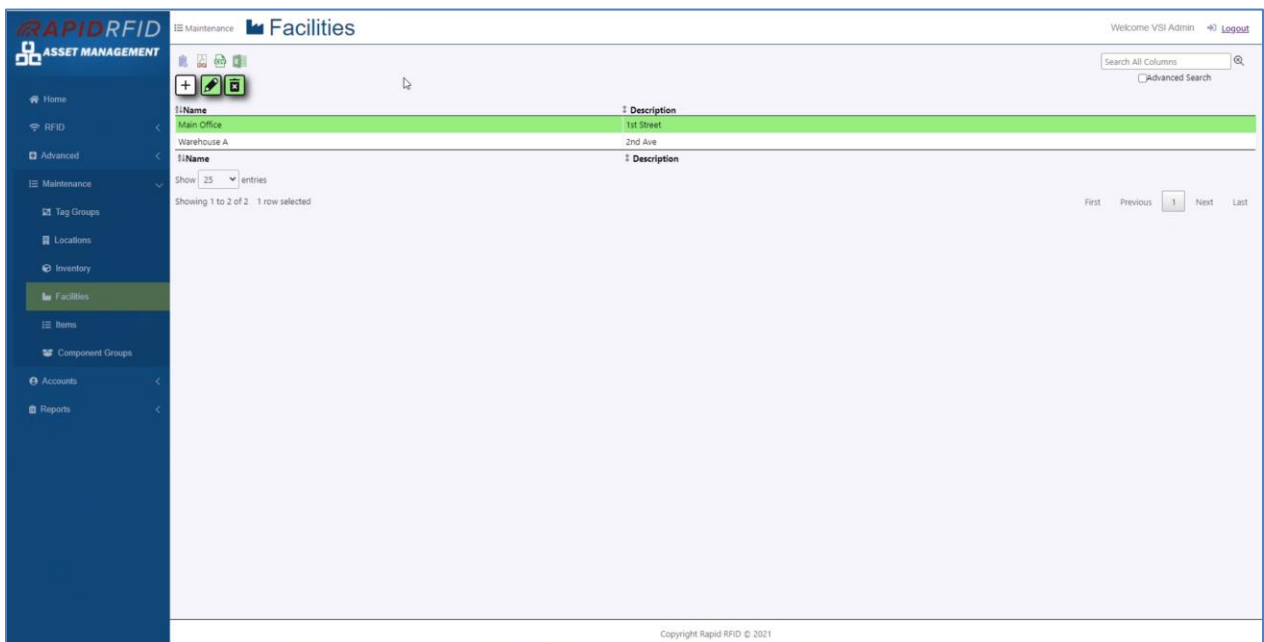 RAPIDRFID
ASSET MANAGEMENT
Maintenance Facilities
Welcome VSI Admin Logout
Search All Columns
Advanced Search
Home
RFID
Advanced
Maintenance
Tag Groups
Locations
Inventory
Facilities
Items
Component Groups
Accounts
Reports
Name Description
Main Office 1st Street
Warehouse A 2nd Ave
Name Description
Show 25 entries
Showing 1 to 2 of 2 1 row selected
First Previous 1 Next Last
Copyright Rapid RFID © 2021